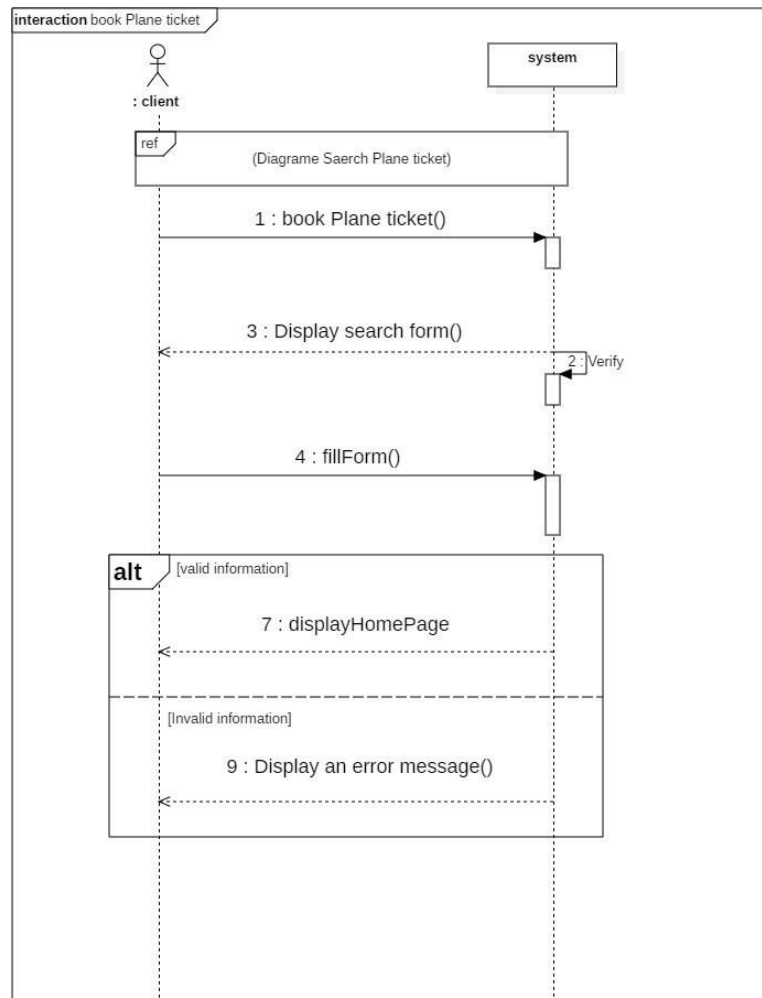 interaction book Plane ticket
system
: client
ref
(Diagrame Saerch Plane ticket)
1 : book Plane ticket()
3 : Display search form()
2 : Verify
4 : fillForm()
alt [valid information]
7 : displayHomePage
[Invalid information]
9 : Display an error message()